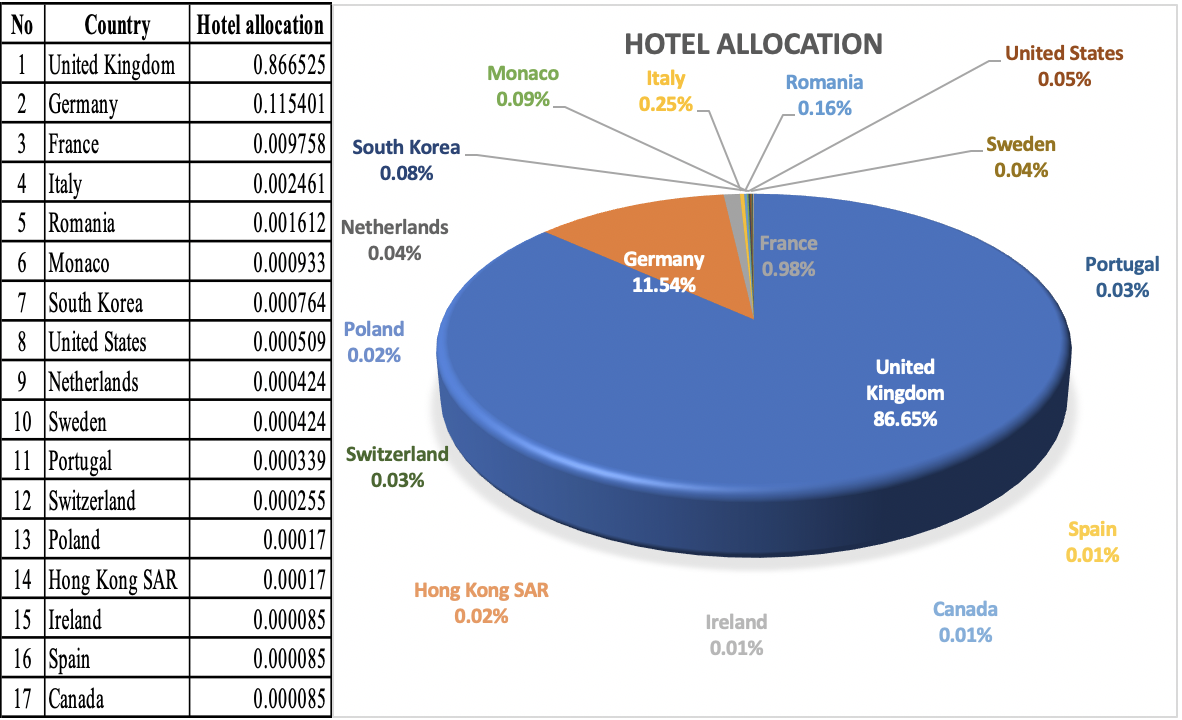 No Country Hotel allocation
1 United Kingdom 0.866525
2 Germany 0.115401
3 France 0.009758
4 Italy 0.002461
5 Romania 0.001612
6 Monaco 0.000933
7 South Korea 0.000764
8 United States 0.000509
9 Netherlands 0.000424
10 Sweden 0.000424
11 Portugal 0.000339
12 Switzerland 0.000255
13 Poland 0.00017
14 Hong Kong SAR 0.00017
15 Ireland 0.000085
16 Spain 0.000085
17 Canada 0.000085
HOTEL ALLOCATION
United States
0.05%
Monaco
0.09%
Italy
0.25%
Romania
0.16%
South Korea
0.08%
Sweden
0.04%
Netherlands
0.04%
France
0.98%
Germany
11.54%
Portugal
0.03%
Poland
0.02%
United
Kingdom
86.65%
Switzerland
0.03%
Spain
0.01%
Hong Kong SAR
0.02%
Canada
0.01%
Ireland
0.01%